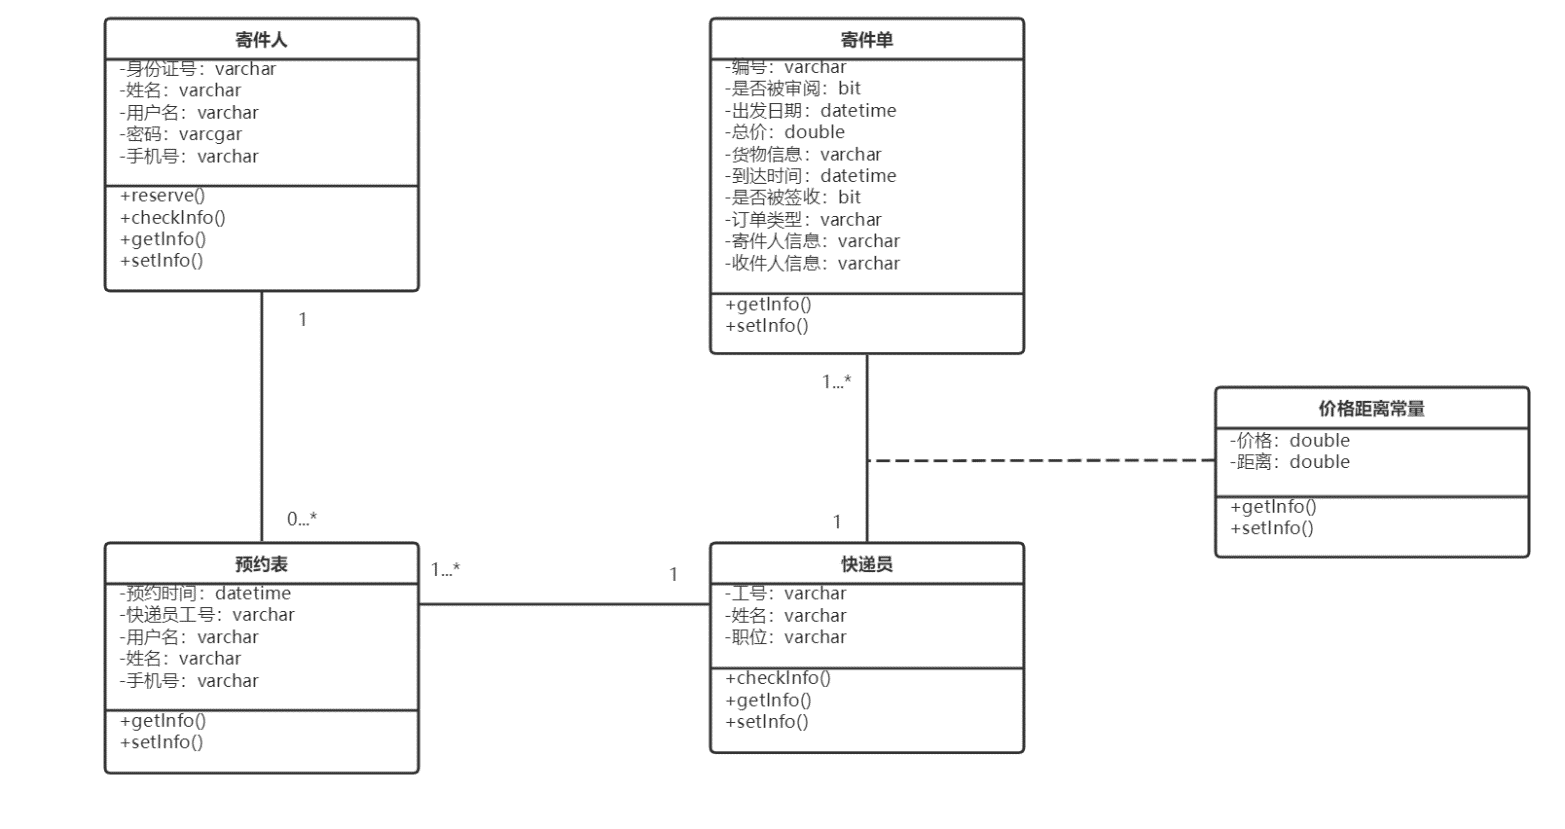 寄件人
-身份证号：varchar
-姓名：varchar
-用户名：varchar
-密码：varcgar
-手机号：varchar
+reserve()
+checkInfo()
+getInfo()
+setInfo()
寄件单
-编号：varchar
-是否被审阅：bit
-出发日期：datetime
-总价：double
-货物信息：varchar
-到达时间：datetime
-是否被签收：bit
-订单类型：varchar
-寄件人信息：varchar
-收件人信息：varchar
+getInfo()
+setInfo()
1
1...*
价格距离常量
-价格：double
-距离：double
+getInfo()
+setInfo()
0...*
1
预约表
-预约时间：datetime
-快递员工号：varchar
-用户名：varchar
-姓名：varchar
-手机号：varchar
+getInfo()
+setInfo()
1...*
1
快递员
-工号：varchar
-姓名：varchar
-职位：varchar
+checkInfo()
+getInfo()
+setInfo()